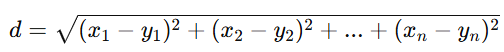 d = √(x₁ − y₁)² + (x₂ − y₂)² + ... + (xₙ − yₙ)²